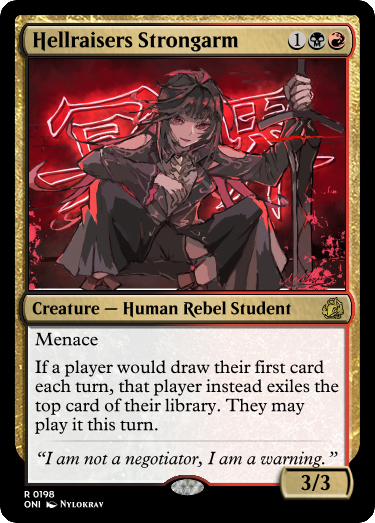 Hellraisers Strongarm 1
Creature — Human Rebel Student
Menace
If a player would draw their first card
each turn, that player instead exiles the
top card of their library. They may
play it this turn.
“I am not a negotiator, I am a warning.”
3/3
R 0198
ONI Nylokrav